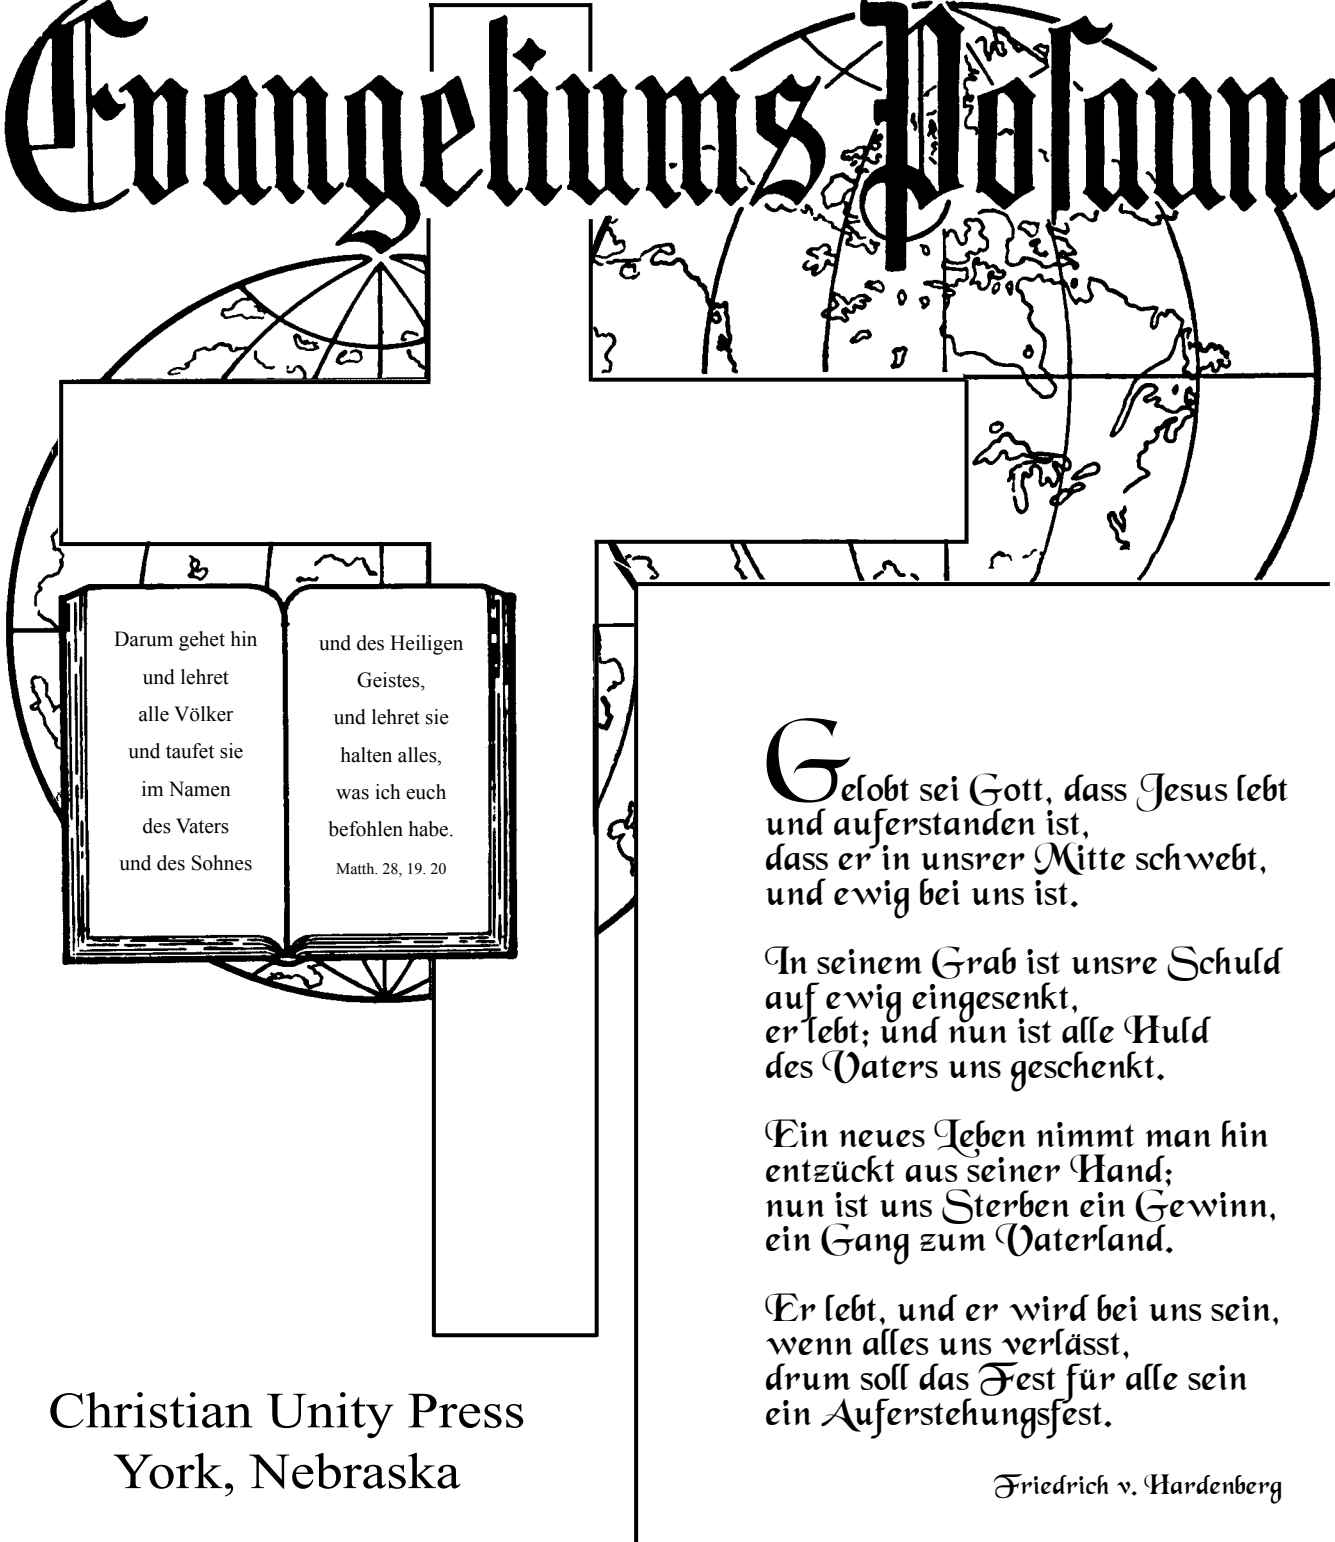 Evangeliums Posaune
Darum gehet hin
und lehret
alle Völker
und taufet sie
im Namen
des Vaters
und des Sohnes
und des Heiligen
Geistes,
und lehret sie
halten alles,
was ich euch
befohlen habe.
Matth. 28, 19. 20
Gelobt sei Gott, dass Jesus lebt
und auferstanden ist,
dass er in unsrer Mitte schwebt,
und ewig bei uns ist.
In seinem Grab ist unsre Schuld
auf ewig eingesenkt,
er lebt; und nun ist alle Huld
des Vaters uns geschenkt.
Ein neues Leben nimmt man hin
entzückt aus seiner Hand;
nun ist uns Sterben ein Gewinn,
ein Gang zum Vaterland.
Er lebt, und er wird bei uns sein,
wenn alles uns verlässt,
drum soll das Fest für alle sein
ein Auferstehungsfest.
Friedrich v. Hardenberg
Christian Unity Press
York, Nebraska